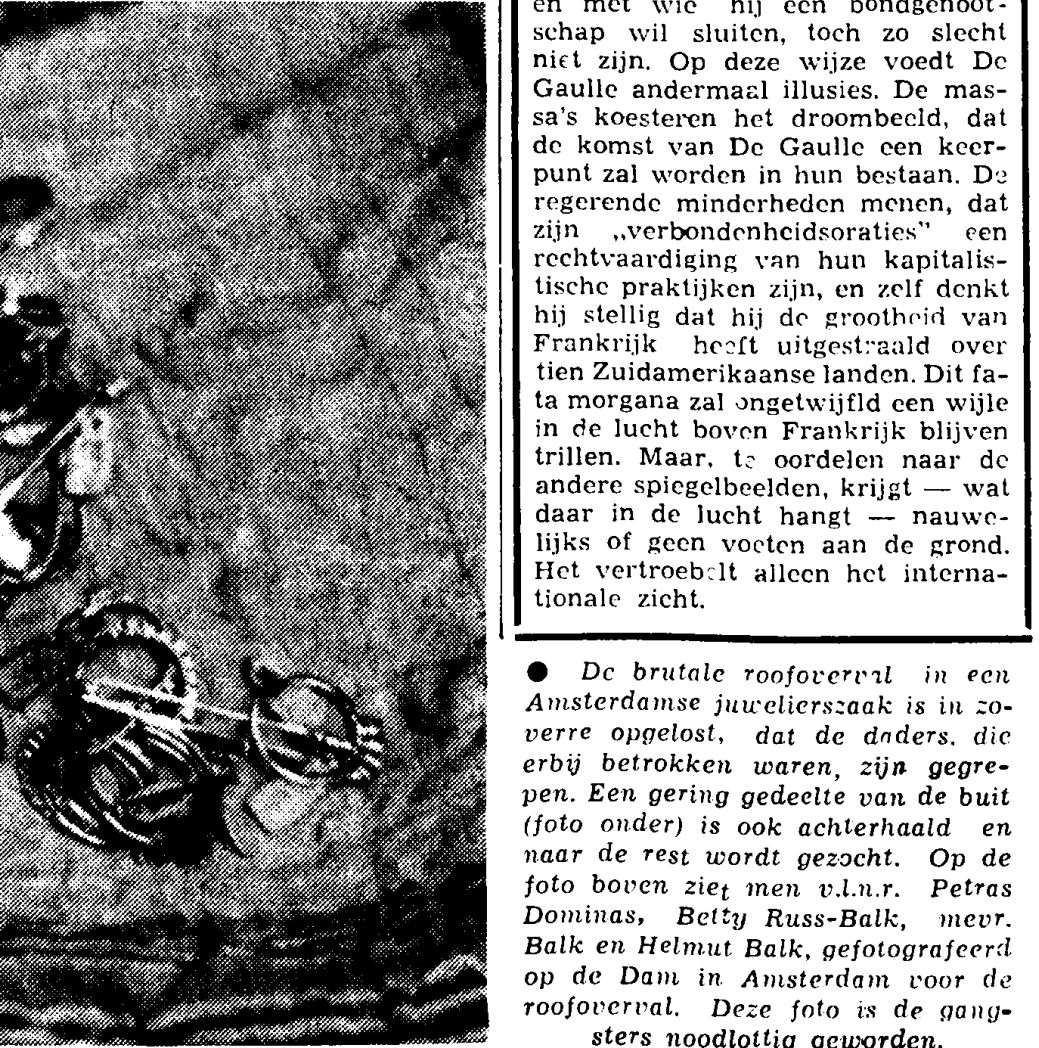 en met wie hij een bondgenoot-
schap wil sluiten, toch zo slecht
niet zijn. Op deze wijze voedt De
Gaulle andermaal illusies. De mas-
sa's koesteren het droombeeld, dat
de komst van De Gaulle een keer-
punt zal worden in hun bestaan. De
regerende minderheden menen, dat
zijn „verbondenheidsoraties" een
rechtvaardiging van hun kapitalis-
tische praktijken zijn, en zelf denkt
hij stellig dat hij de grootheid van
Frankrijk heeft uitgestraald over
tien Zuidamerikaanse landen. Dit fa-
ta morgana zal ongetwijfld een wijle
in de lucht boven Frankrijk blijven
trillen. Maar, te oordelen naar de
andere spiegelbeelden, krijgt — wat
daar in de lucht hangt — nauwe-
lijks of geen voeten aan de grond.
Het vertroebelt alleen het interna-
tionale zicht.
● De brutale roofoverval in een
Amsterdamse juwelierszaak is in zo-
verre opgelost, dat de daders, die
erbij betrokken waren, zijn gegre-
pen. Een gering gedeelte van de buit
(foto onder) is ook achterhaald en
naar de rest wordt gezocht. Op de
foto boven ziet men v.l.n.r. Petras
Dominas, Betty Russ-Balk, mevr.
Balk en Helmut Balk, gefotografeerd
op de Dam in Amsterdam voor de
roofoverval. Deze foto is de gang-
sters noodlottig geworden.